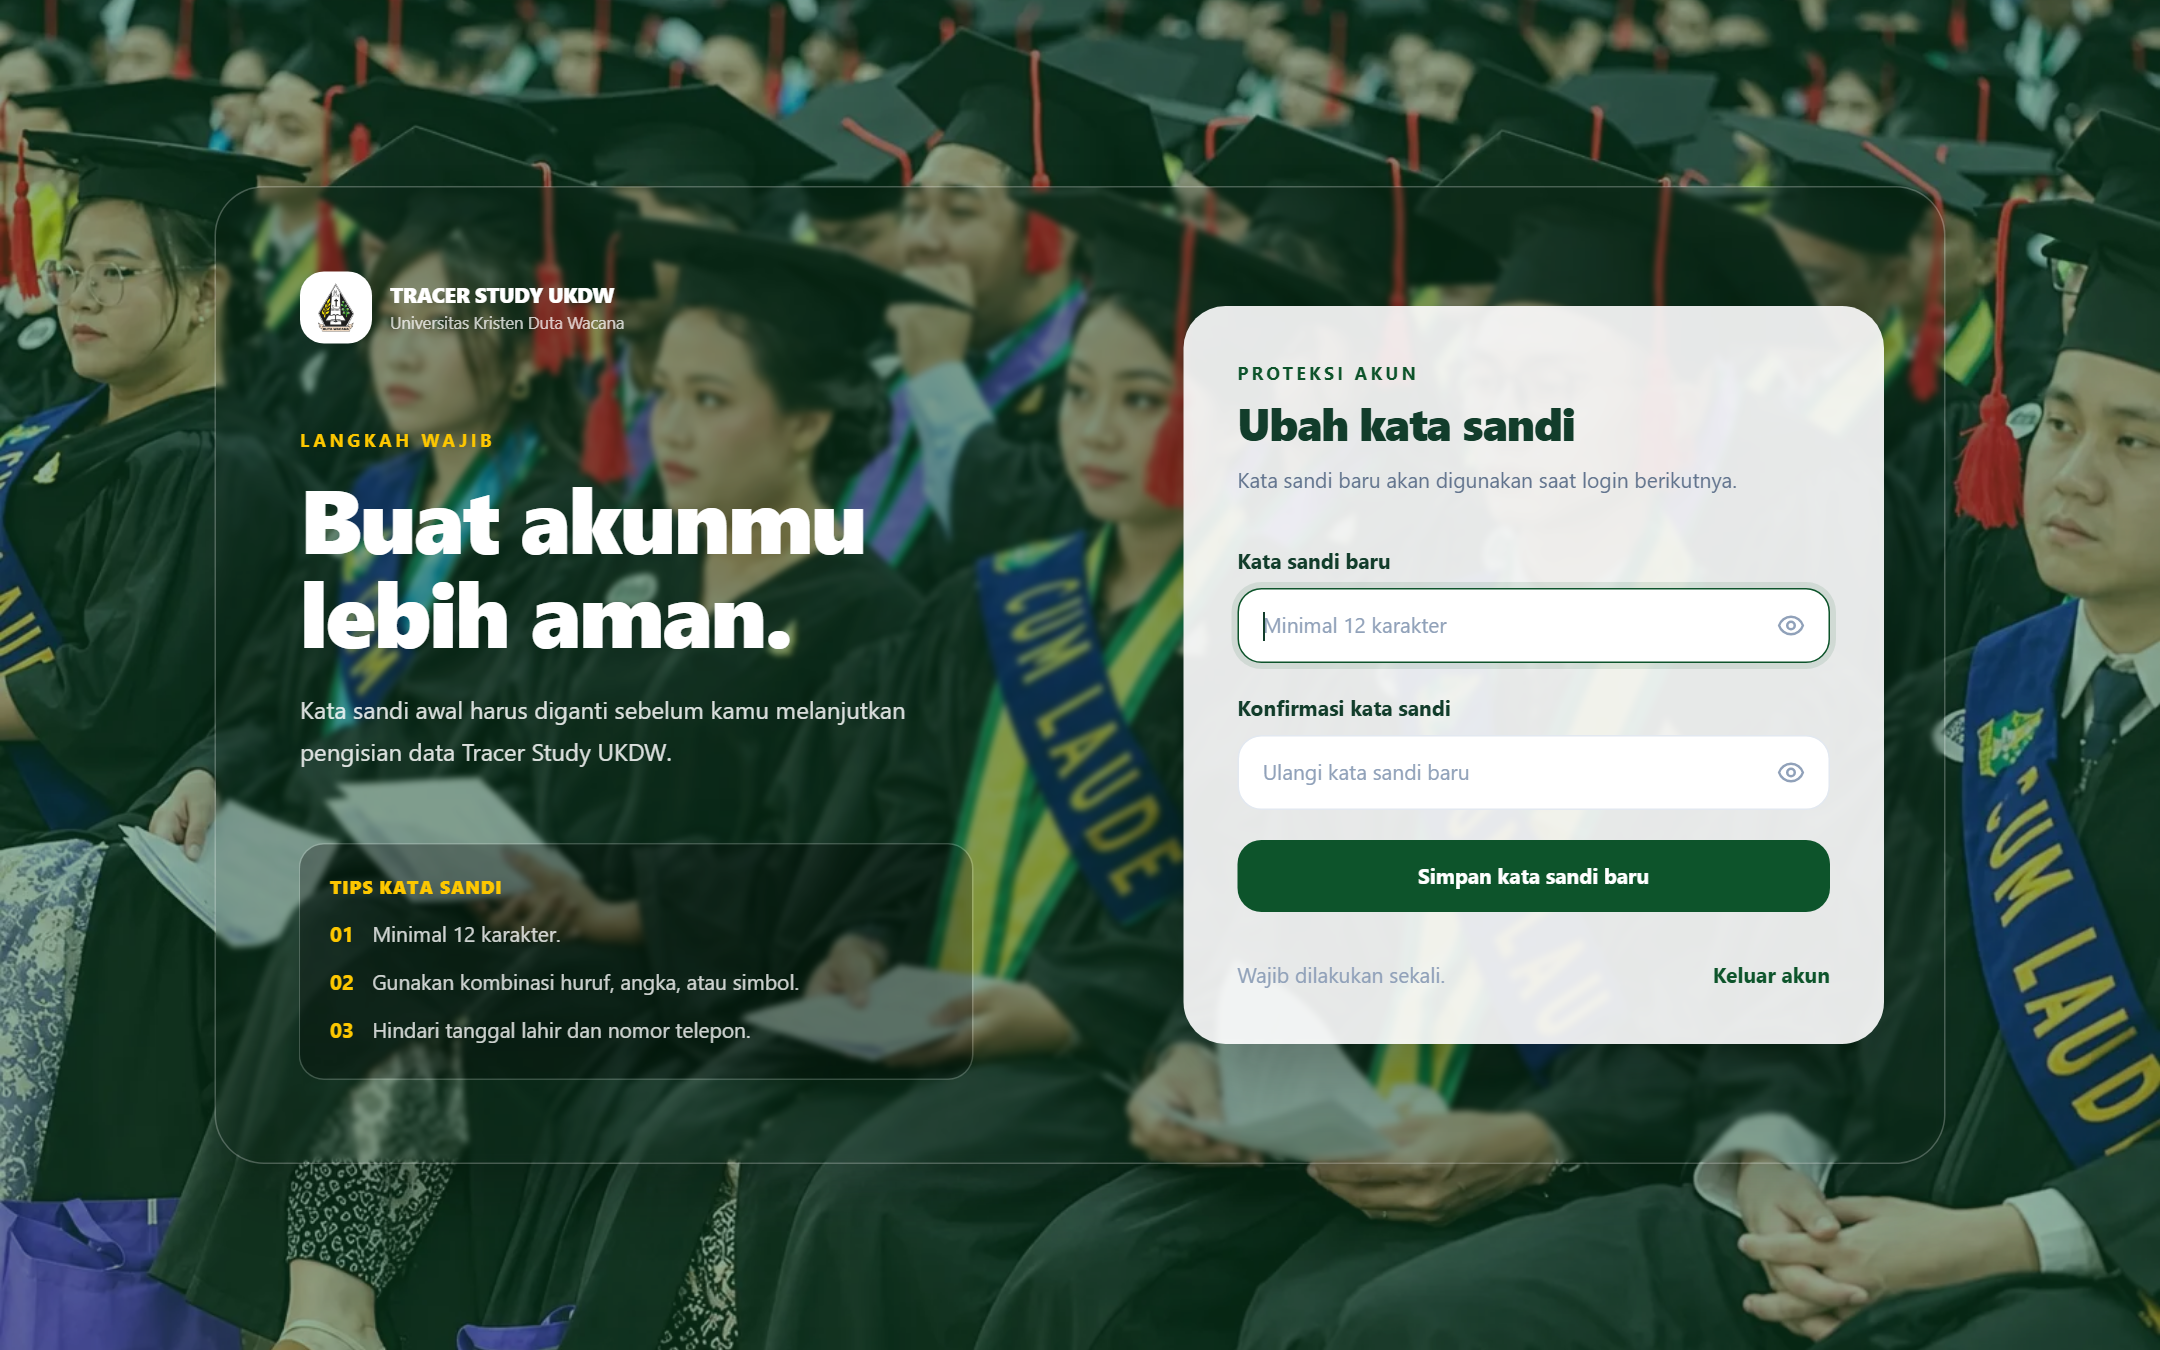 TRACER STUDY UKDW
Universitas Kristen Duta Wacana
LANGKAH WAJIB
Buat akunmu
lebih aman.
Kata sandi awal harus diganti sebelum kamu melanjutkan
pengisian data Tracer Study UKDW.
TIPS KATA SANDI
01 Minimal 12 karakter.
02 Gunakan kombinasi huruf, angka, atau simbol.
03 Hindari tanggal lahir dan nomor telepon.
PROTEKSI AKUN
Ubah kata sandi
Kata sandi baru akan digunakan saat login berikutnya.
Kata sandi baru
Minimal 12 karakter
Konfirmasi kata sandi
Ulangi kata sandi baru
Simpan kata sandi baru
Wajib dilakukan sekali.
Keluar akun
CUM LAUDE
CUM LAUD